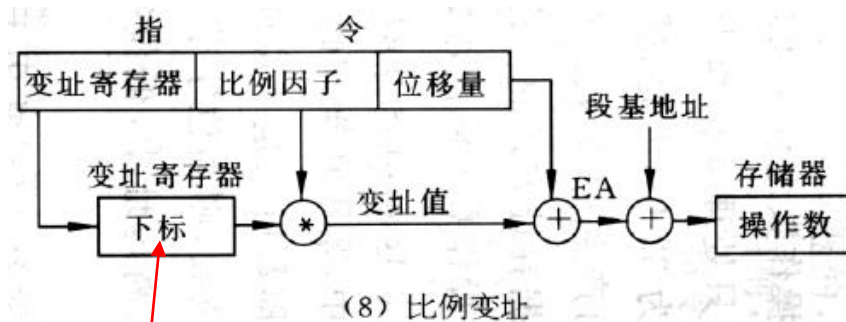 指 令
变址寄存器 比例因子 位移量
段基地址
变址寄存器 变址值 EA 存储器
下标 * + + 操作数
(8) 比例变址